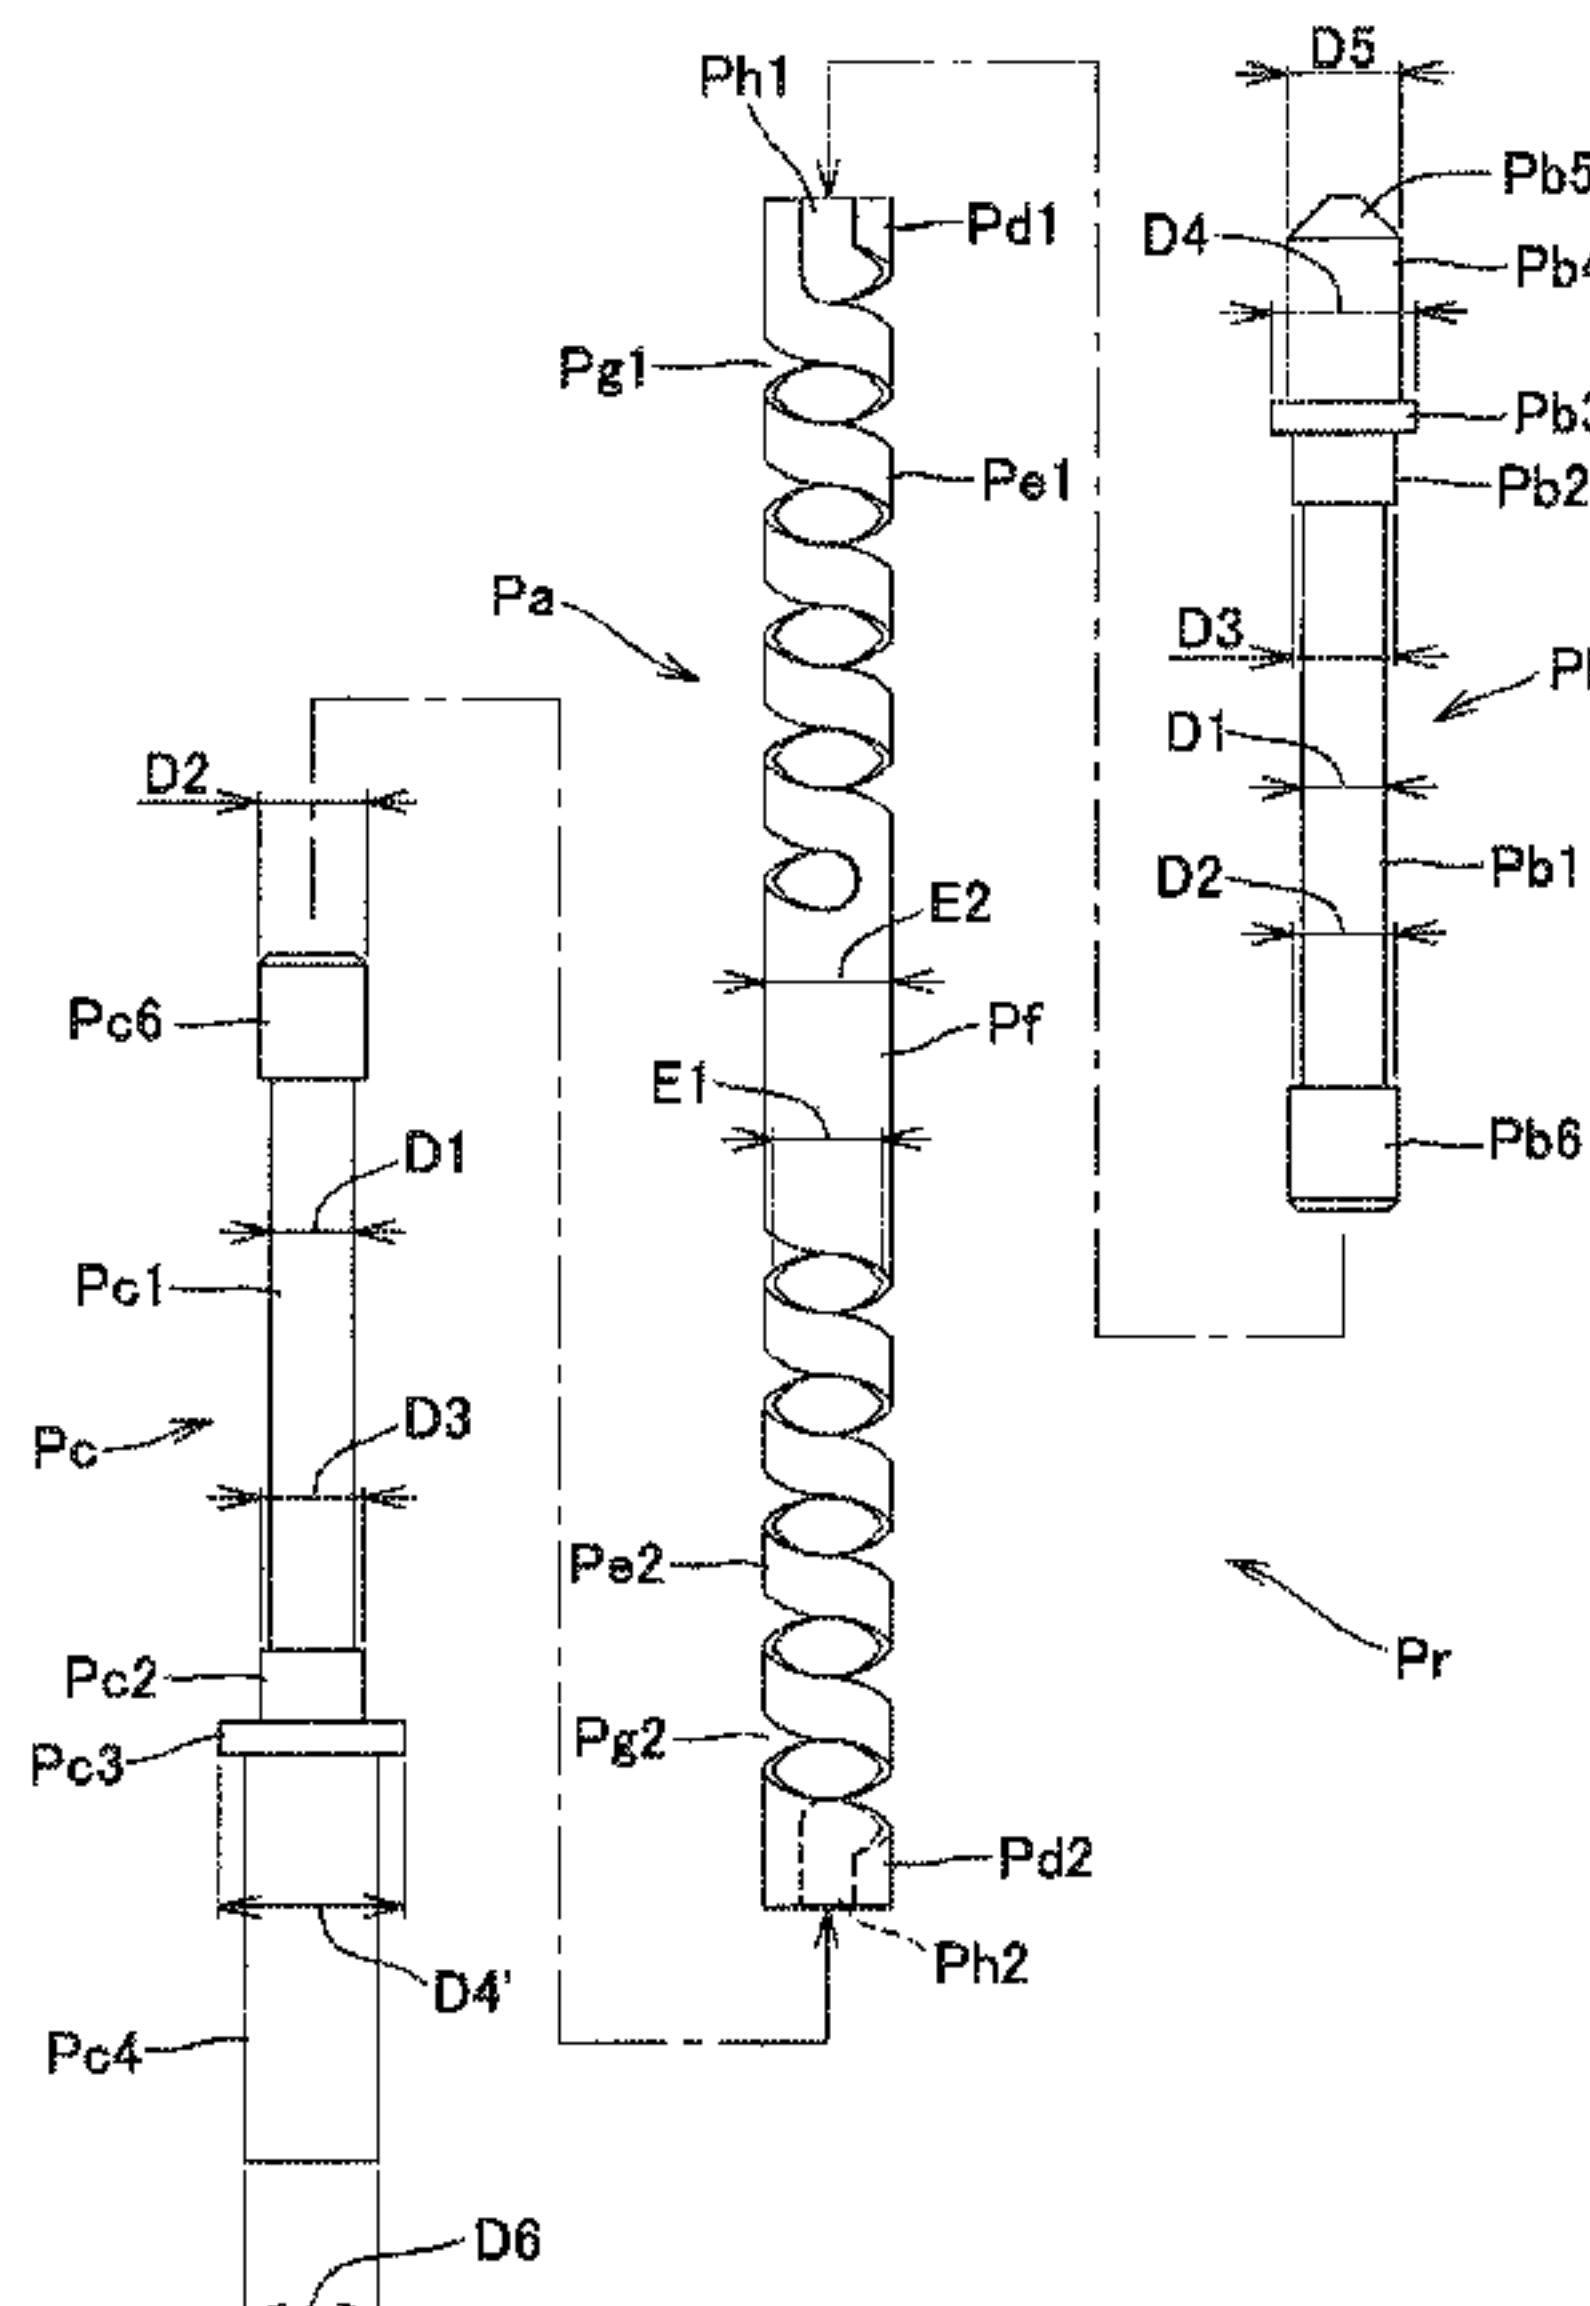 D5
Ph1
Pb5
Pd1
D4
Pb4
Pg1
Pb3
Pe1
Pb2
Pa
D3
D1
D2
Pb1
D2
E2
Pc6
Pf
E1
Pb6
D1
Pc1
D3
Pc
Pe2
Pr
Pc2
Pg2
Pc3
Pd2
Ph2
D4'
Pc4
D6